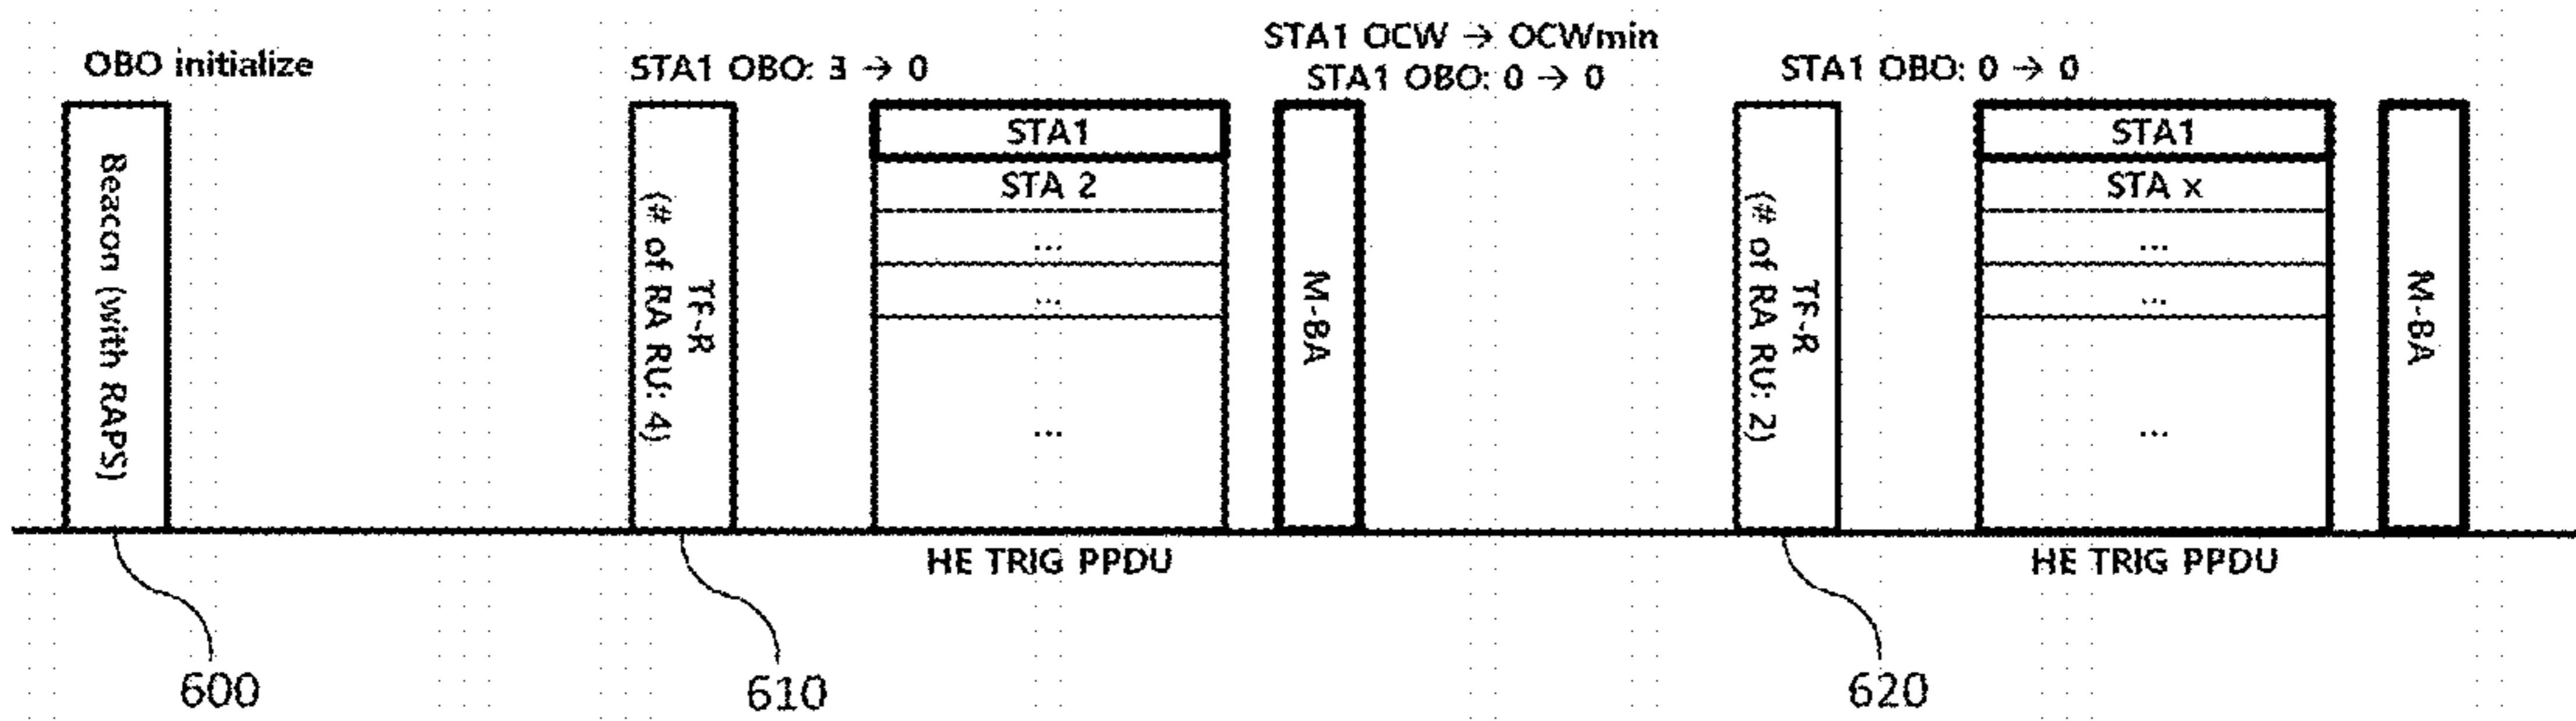 OBO initialize
Beacon (with RAPS)
600
STA1 OBO: 3 → 0
TF-R
(# of RA RU: 4)
610
STA1
STA 2
...
...
...
HE TRIG PPDU
STA1 OCW → OCWmin
STA1 OBO: 0 → 0
M-BA
STA1 OBO: 0 → 0
TF-R
(# of RA RU: 2)
620
STA1
STA x
...
...
...
HE TRIG PPDU
M-BA